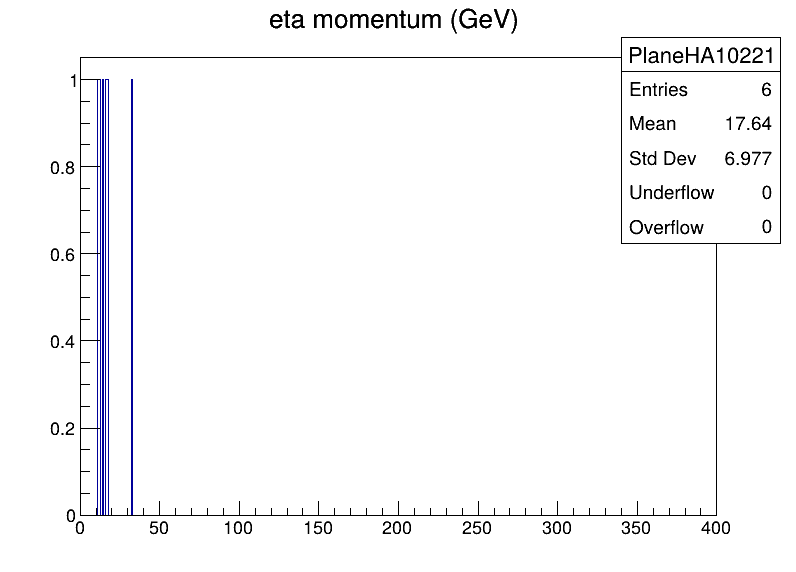 eta momentum (GeV)
PlaneHA10221
Entries 6
Mean 17.64
Std Dev 6.977
Underflow 0
Overflow 0
1
0.8
0.6
0.4
0.2
0
0 50 100 150 200 250 300 350 400